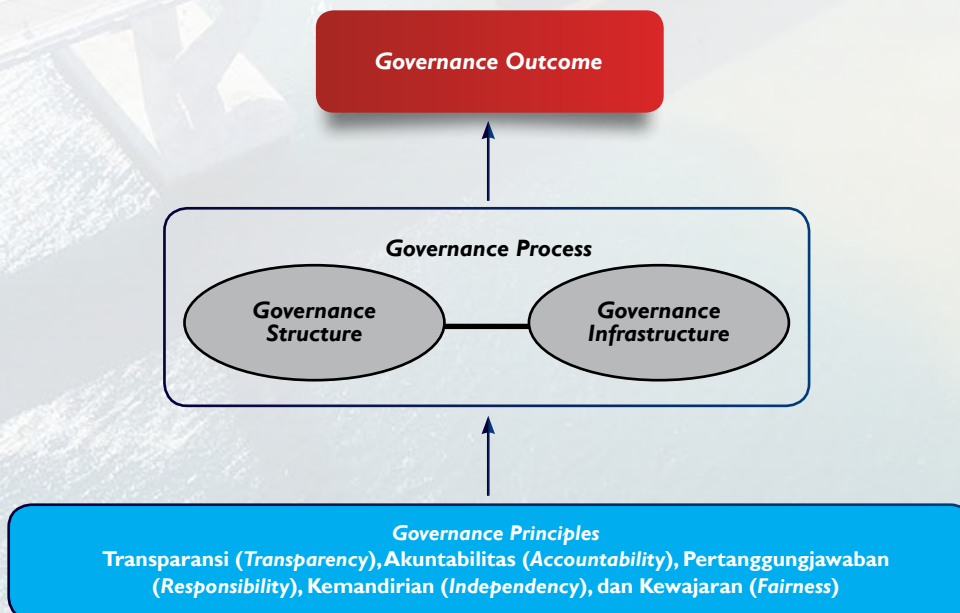 Governance Outcome
Governance Process
Governance
Structure
Governance
Infrastructure
Governance Principles
Transparansi (Transparency), Akuntabilitas (Accountability), Pertanggungjawaban
(Responsibility), Kemandirian (Independency), dan Kewajaran (Fairness)